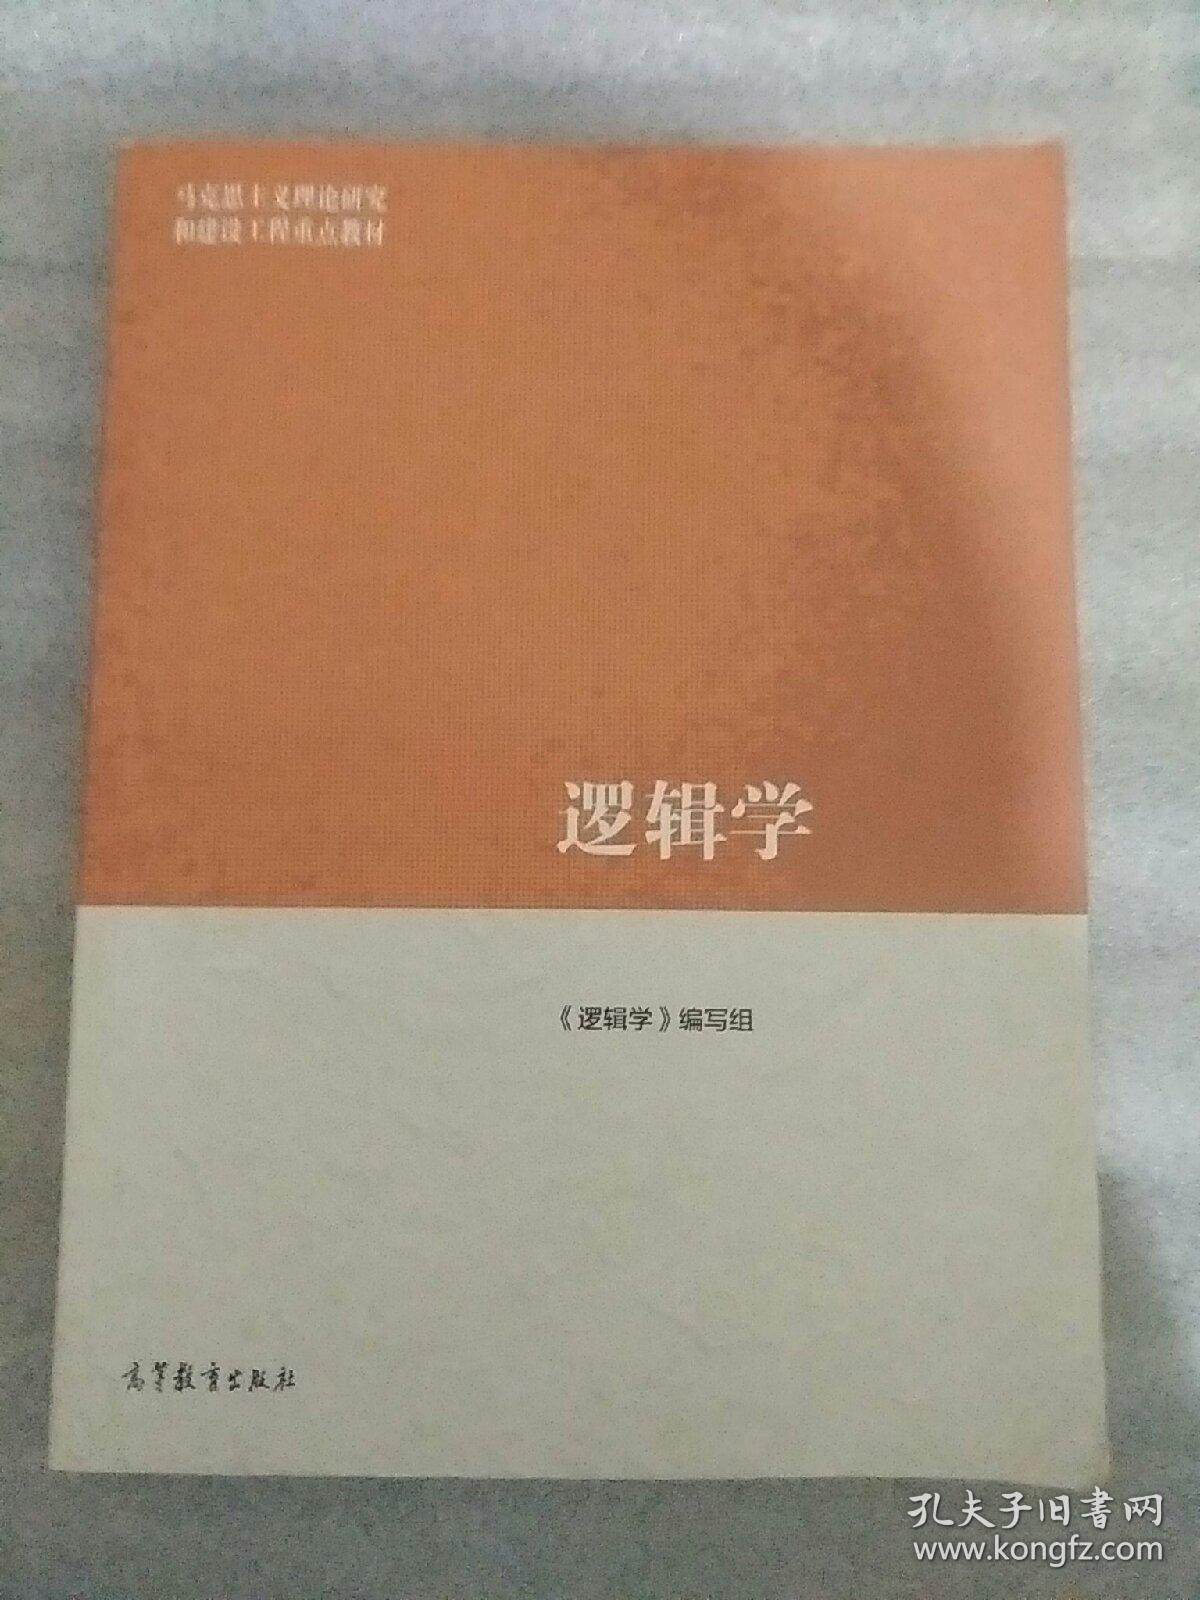 马克思主义理论研究
和建设工程重点教材
逻辑学
《逻辑学》编写组
高等教育出版社
孔夫子旧书网
www.kongfz.com